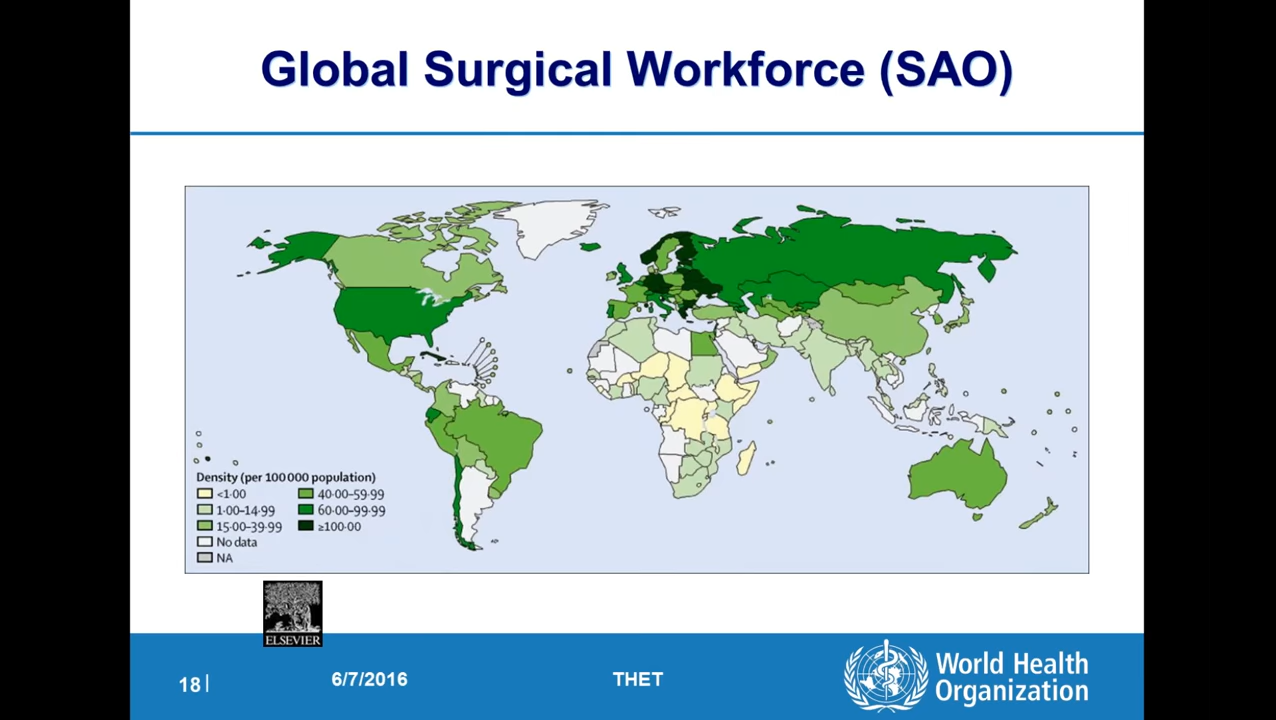 Global Surgical Workforce (SAO)
Density (per 100 000 population)
<1·00
1·00–14·99
15·00–39·99
No data
NA
40·00–59·99
60·00–99·99
≥100·00
ELSEVIER
18 |
6/7/2016
THET
World Health
Organization